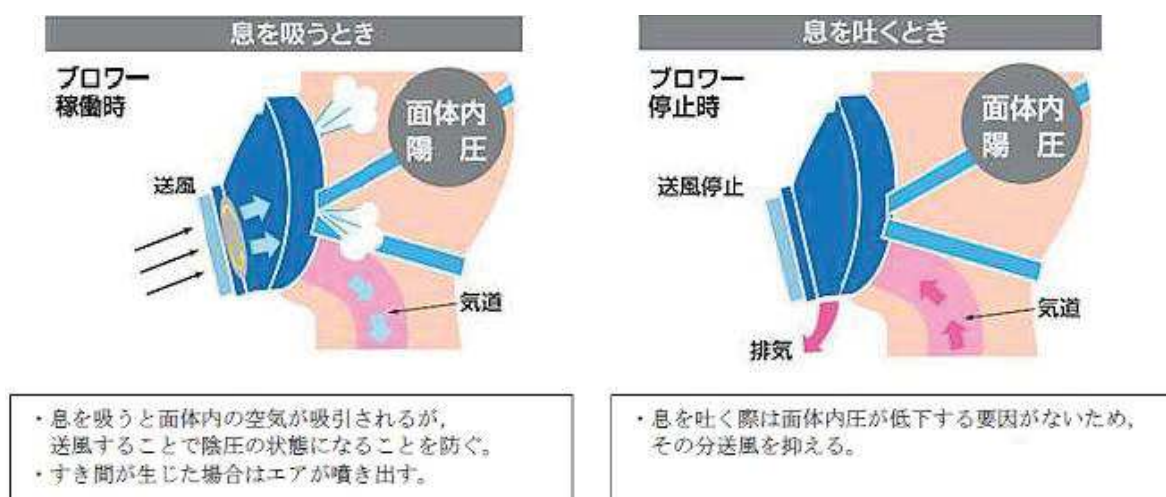 息を吸うとき
ブロワー
稼働時
面体内
陽 圧
送風
気道
・息を吸うと面体内の空気が吸引されるが,
送風することで陰圧の状態になることを防ぐ。
・すき間が生じた場合はエアが噴き出す。
息を吐くとき
ブロワー
停止時
面体内
陽 圧
送風停止
気道
排気
・息を吐く際は面体内圧が低下する要因がないため,
その分送風を抑える。